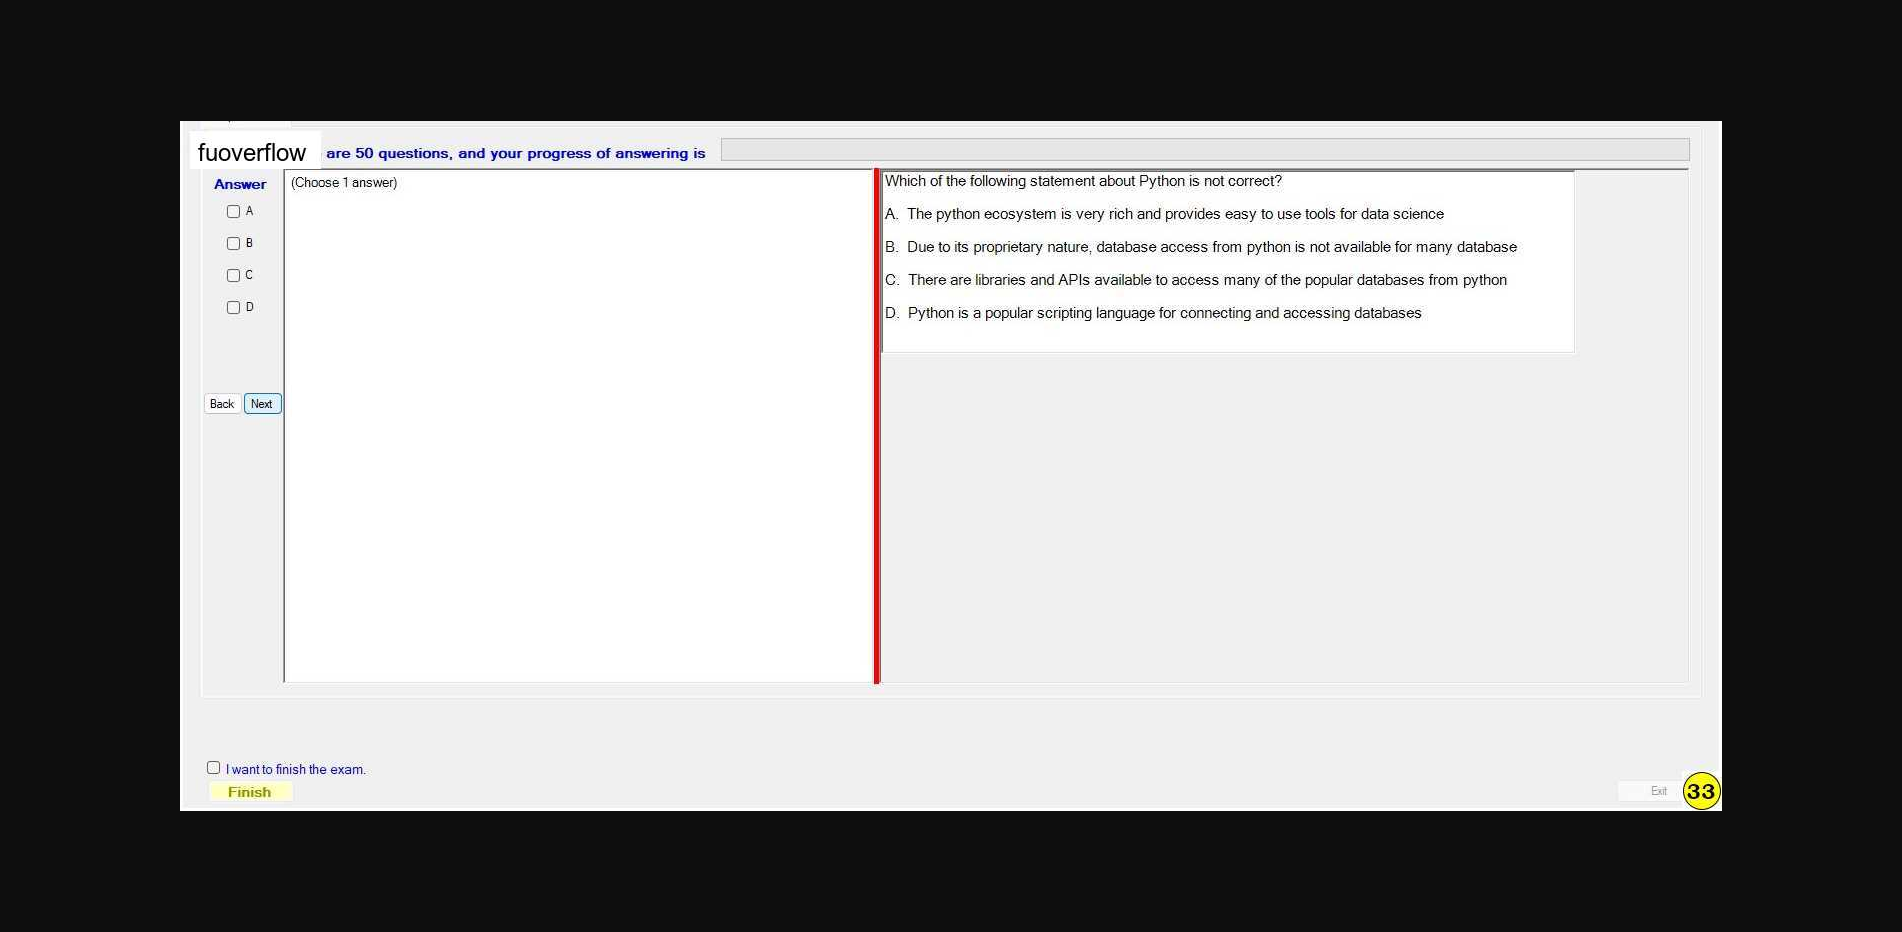 fuoverflow are 50 questions, and your progress of answering is
Answer
(Choose 1 answer)
A
B
C
D
Back Next
Which of the following statement about Python is not correct?
A. The python ecosystem is very rich and provides easy to use tools for data science
B. Due to its proprietary nature, database access from python is not available for many database
C. There are libraries and APIs available to access many of the popular databases from python
D. Python is a popular scripting language for connecting and accessing databases
I want to finish the exam.
Finish
Exit
33